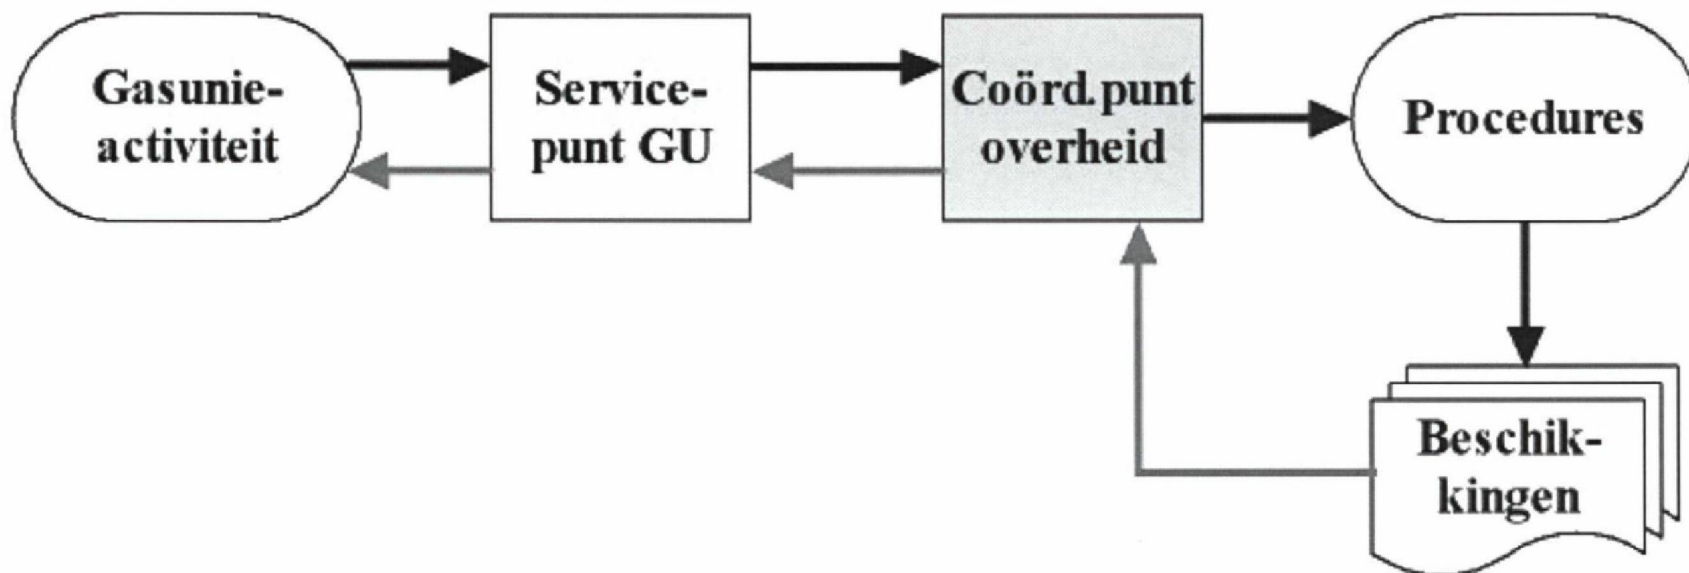 Gasunie-
activiteit
Service-
punt GU
Coörd.punt
overheid
Procedures
Beschik-
kingen